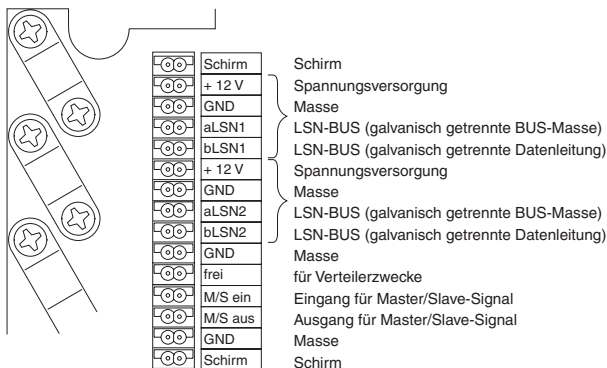 Schirm Schirm
+ 12 V Spannungsversorgung
GND Masse
aLSN1 LSN-BUS (galvanisch getrennte BUS-Masse)
bLSN1 LSN-BUS (galvanisch getrennte Datenleitung)
+ 12 V Spannungsversorgung
GND Masse
aLSN2 LSN-BUS (galvanisch getrennte BUS-Masse)
bLSN2 LSN-BUS (galvanisch getrennte Datenleitung)
GND Masse
frei für Verteilerzwecke
M/S ein Eingang für Master/Slave-Signal
M/S aus Ausgang für Master/Slave-Signal
GND Masse
Schirm Schirm